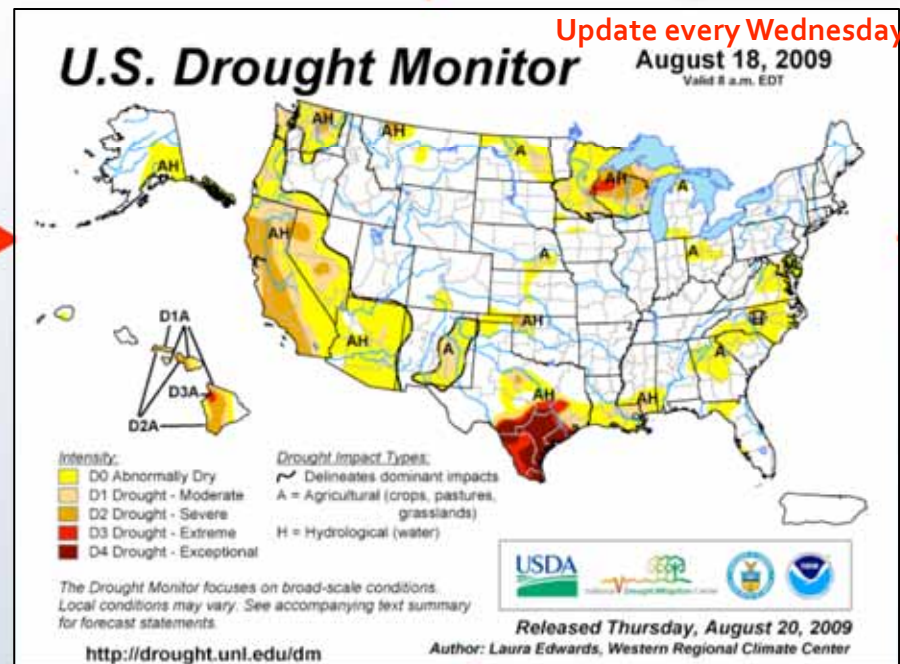 Update every Wednesday
U.S. Drought Monitor
August 18, 2009
Valid 8 a.m. EDT
AH
AH
A
AH
A
AH
AH
A
A
AH
AH
A
H
A
AH
AH
D1A
D3A
D2A
Intensity:
D0 Abnormally Dry
D1 Drought - Moderate
D2 Drought - Severe
D3 Drought - Extreme
D4 Drought - Exceptional
Drought Impact Types:
Delineates dominant impacts
A = Agricultural (crops, pastures,
grasslands)
H = Hydrological (water)
The Drought Monitor focuses on broad-scale conditions.
Local conditions may vary. See accompanying text summary
for forecast statements.
http://drought.unl.edu/dm
USDA
National Drought Mitigation Center
Released Thursday, August 20, 2009
Author: Laura Edwards, Western Regional Climate Center